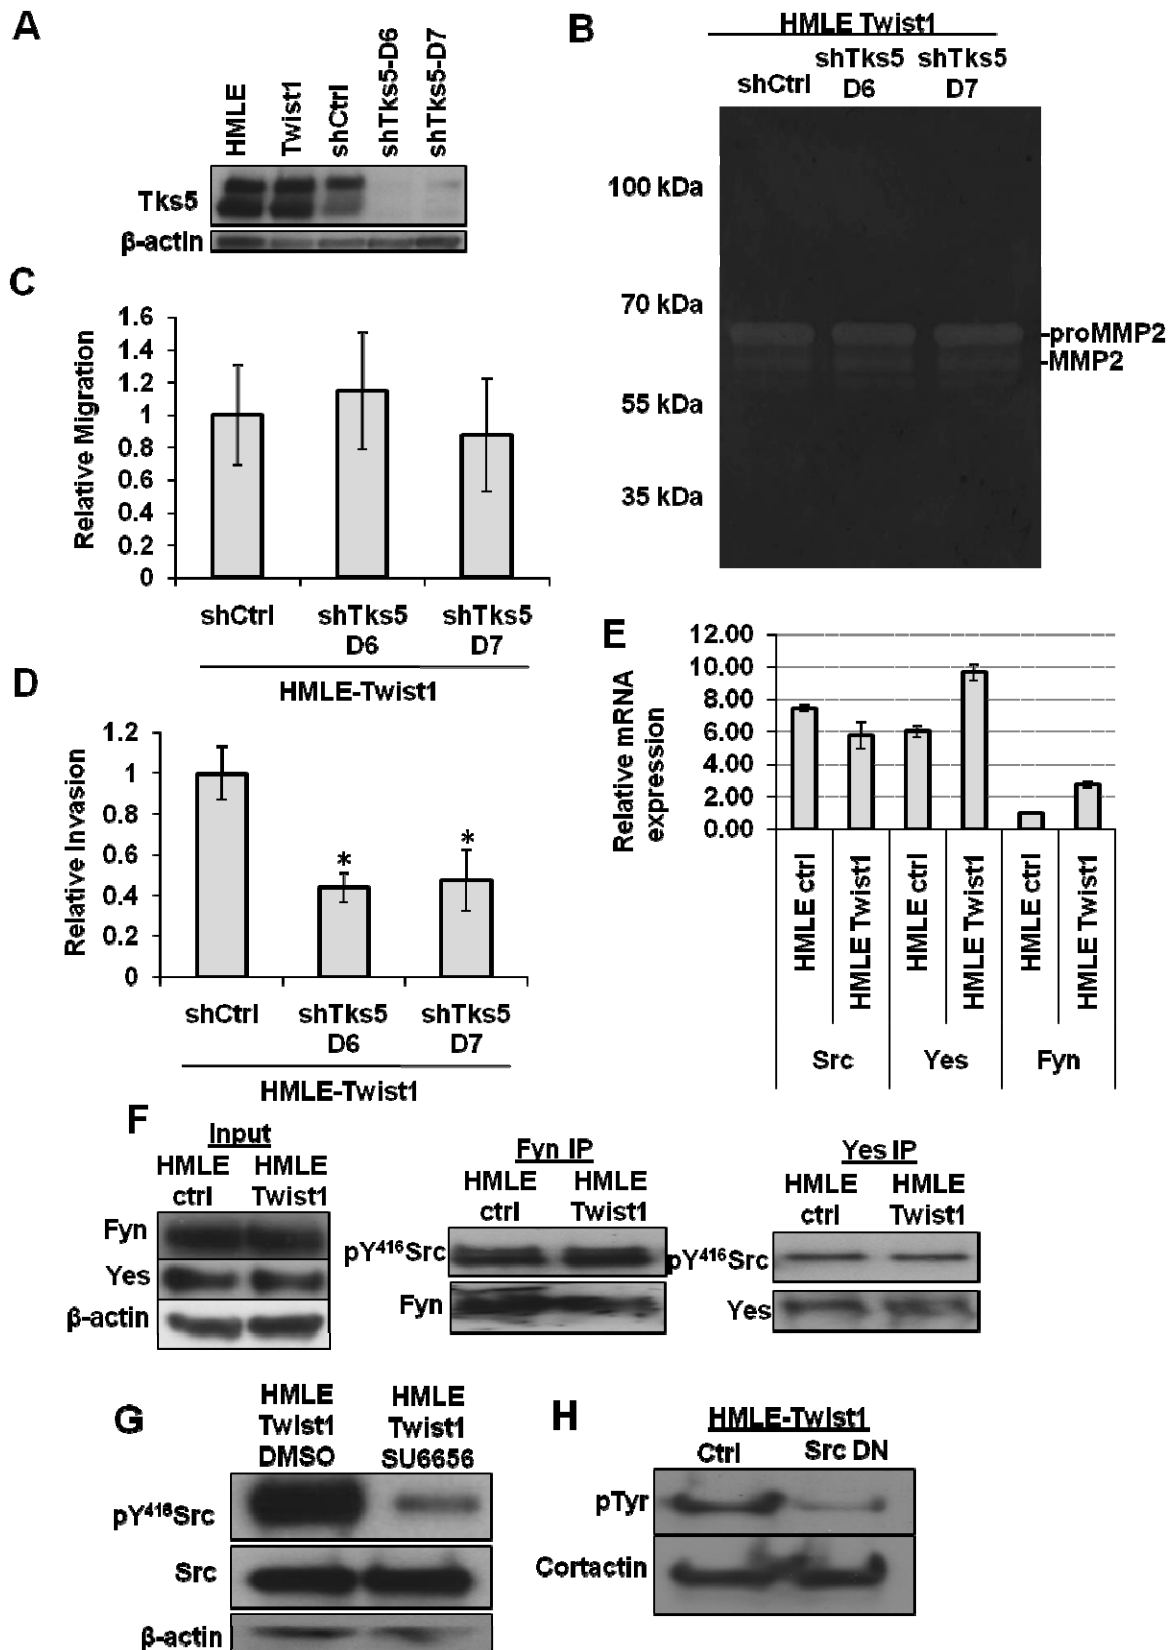 A
HMLE
Twist1
shCtrl
shTks5-D6
shTks5-D7
Tks5
β-actin
B
HMLE Twist1
shCtrl
shTks5
D6
shTks5
D7
100 kDa
70 kDa
55 kDa
35 kDa
-proMMP2
-MMP2
C
Relative Migration
1.6
1.4
1.2
1
0.8
0.6
0.4
0.2
0
shCtrl
shTks5
D6
shTks5
D7
HMLE-Twist1
D
Relative Invasion
1.2
1
0.8
0.6
0.4
0.2
0
*
*
shCtrl
shTks5
D6
shTks5
D7
HMLE-Twist1
E
Relative mRNA
expression
12.00
10.00
8.00
6.00
4.00
2.00
0.00
HMLE ctrl
HMLE Twist1
HMLE ctrl
HMLE Twist1
HMLE ctrl
HMLE Twist1
Src
Yes
Fyn
F
Input
HMLE
ctrl
HMLE
Twist1
Fyn
Yes
β-actin
Fyn IP
HMLE
ctrl
HMLE
Twist1
pY⁴¹⁶Src
Fyn
Yes IP
HMLE
ctrl
HMLE
Twist1
pY⁴¹⁶Src
Yes
G
HMLE
Twist1
DMSO
HMLE
Twist1
SU6656
pY⁴¹⁶Src
Src
β-actin
H
HMLE-Twist1
Ctrl
Src DN
pTyr
Cortactin